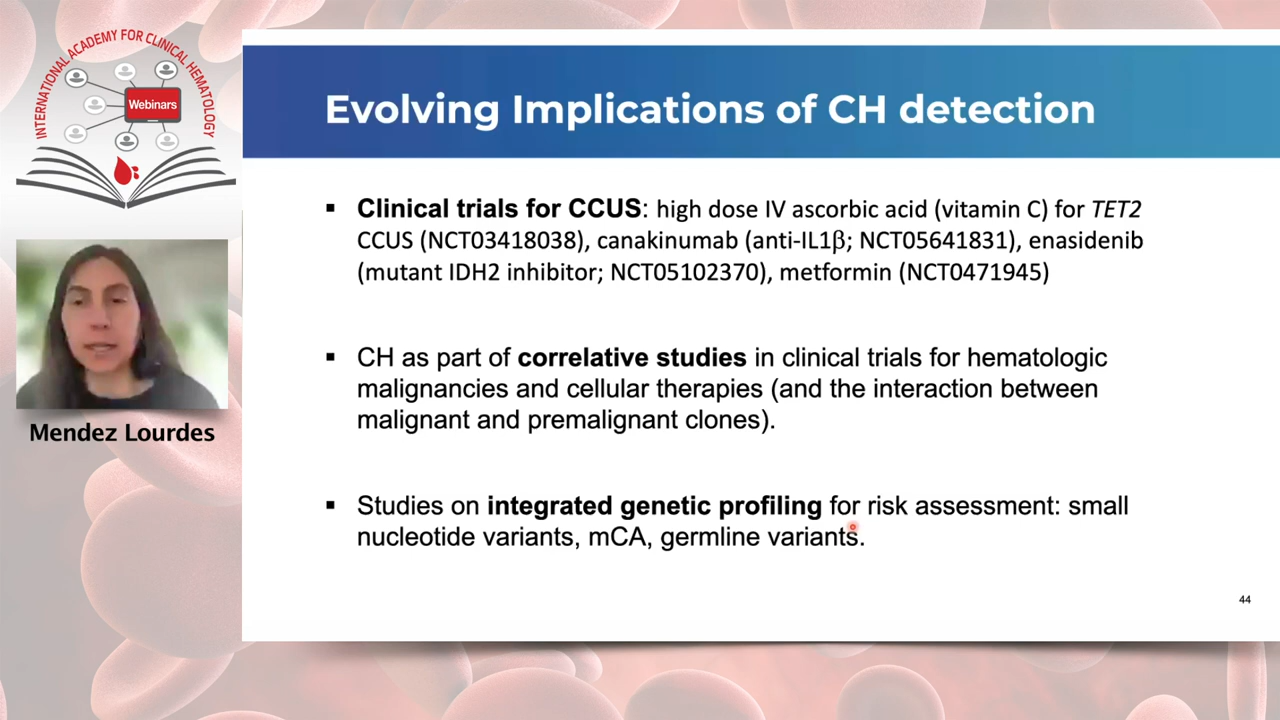 INTERNATIONAL ACADEMY FOR CLINICAL HEMATOLOGY
Webinars
Mendez Lourdes
Evolving Implications of CH detection
▪ Clinical trials for CCUS: high dose IV ascorbic acid (vitamin C) for TET2
CCUS (NCT03418038), canakinumab (anti-IL1β; NCT05641831), enasidenib
(mutant IDH2 inhibitor; NCT05102370), metformin (NCT0471945)
▪ CH as part of correlative studies in clinical trials for hematologic
malignancies and cellular therapies (and the interaction between
malignant and premalignant clones).
▪ Studies on integrated genetic profiling for risk assessment: small
nucleotide variants, mCA, germline variants.
44